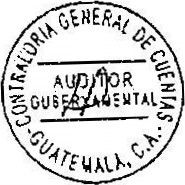 CONTRALORIA GENERAL DE CUENTAS
AUDITOR
GUBERNAMENTAL
GUATEMALA, C.A.